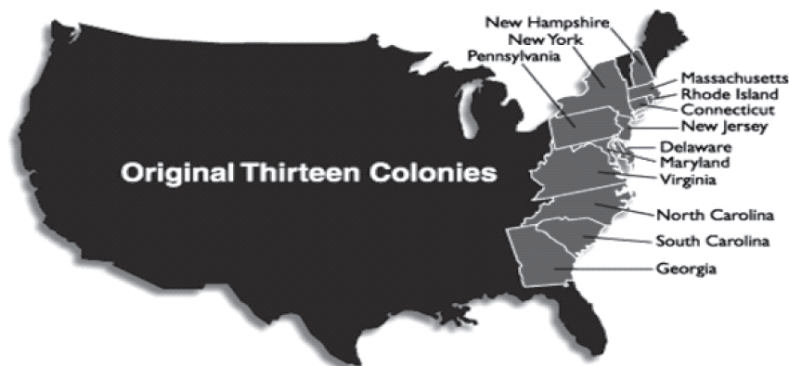 New Hampshire
New York
Pennsylvania
Massachusetts
Rhode Island
Connecticut
New Jersey
Delaware
Maryland
Virginia
Original Thirteen Colonies
North Carolina
South Carolina
Georgia